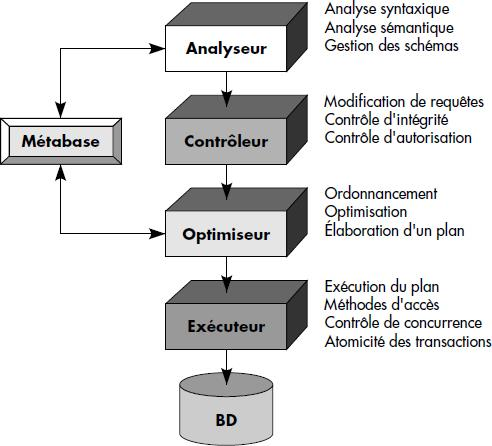 Analyse syntaxique
Analyse sémantique
Gestion des schémas
Analyseur
Modification de requêtes
Contrôle d'intégrité
Contrôle d'autorisation
Métabase
Contrôleur
Ordonnancement
Optimisation
Élaboration d'un plan
Optimiseur
Exécution du plan
Méthodes d'accès
Contrôle de concurrence
Atomicité des transactions
Exécuteur
BD